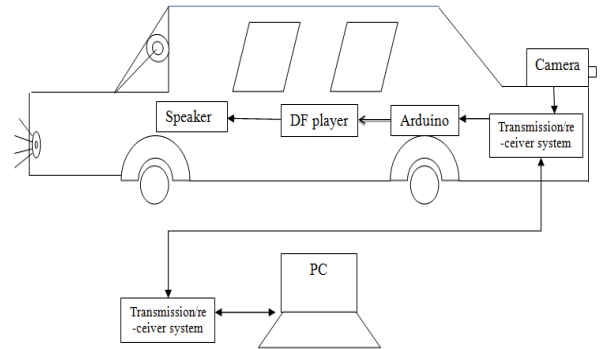 Camera
Speaker
DF player
Arduino
Transmission/re
-ceiver system
PC
Transmission/re
-ceiver system